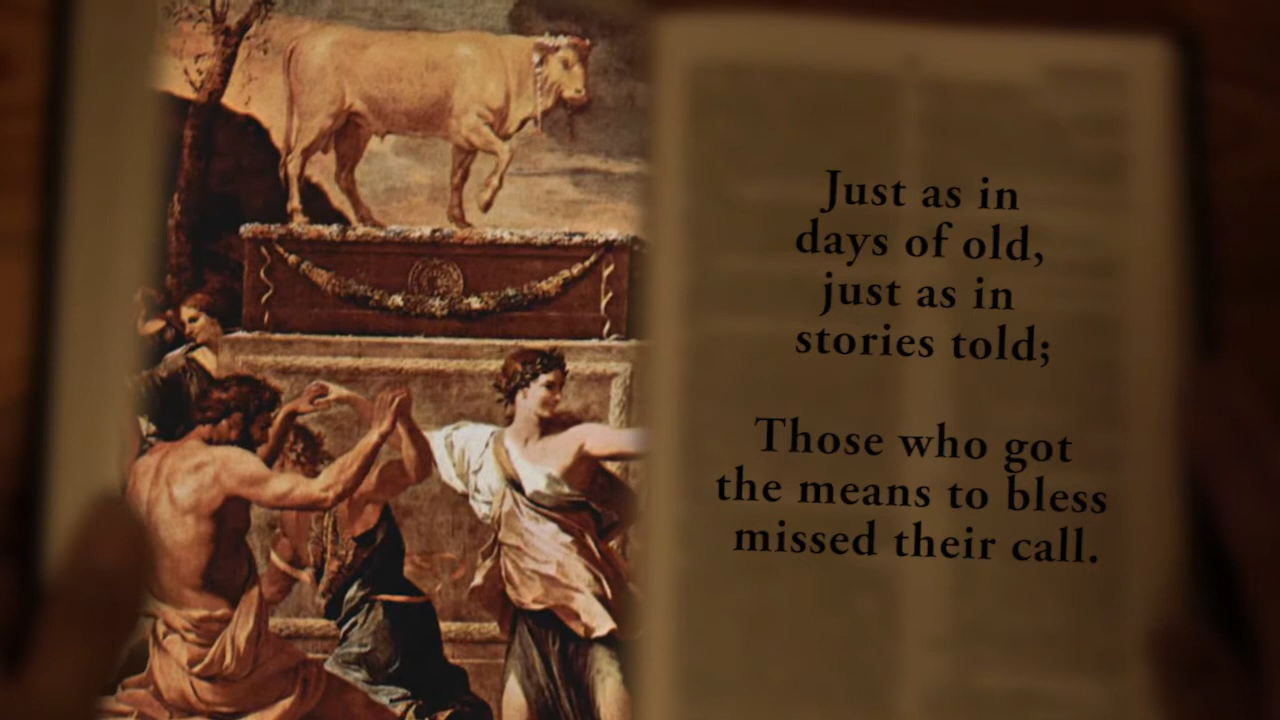 Just as in
days of old,
just as in
stories told;
Those who got
the means to bless
missed their call.